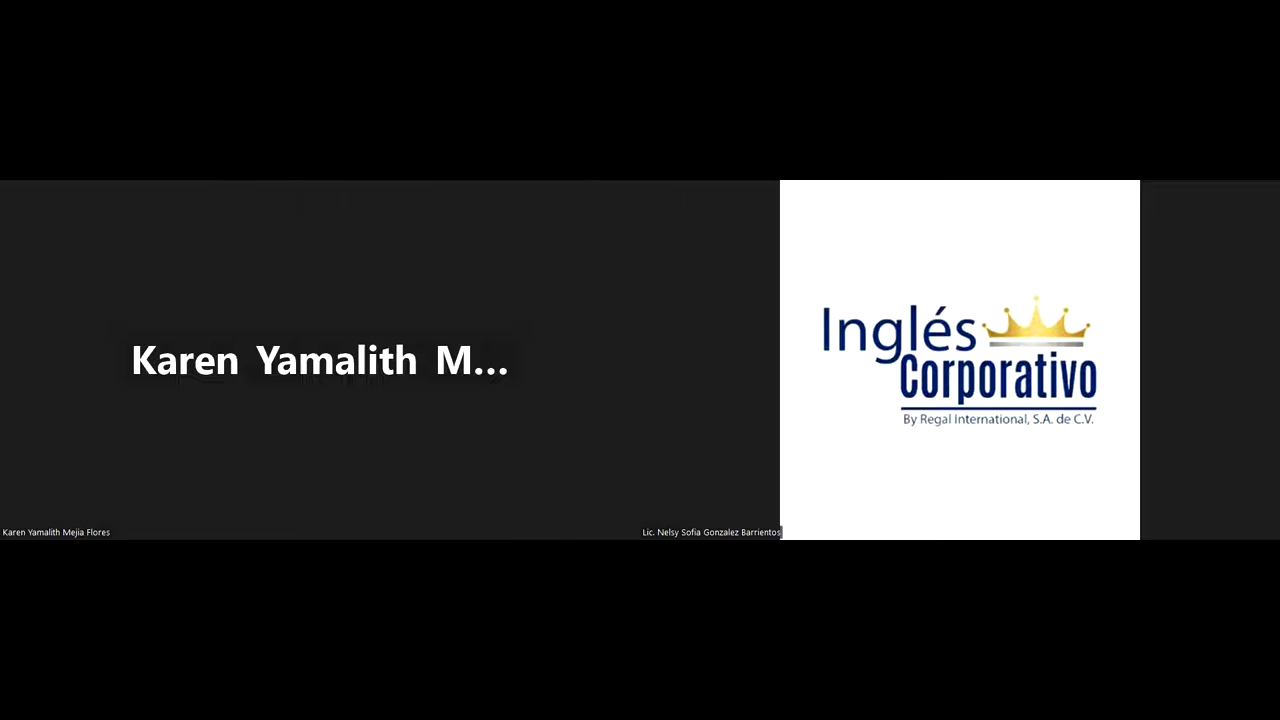 Karen Yamalith M...
Inglés
Corporativo
By Regal International, S.A. de C.V.
Karen Yamalith Mejia Flores
Lic. Nelsy Sofia Gonzalez Barrientos